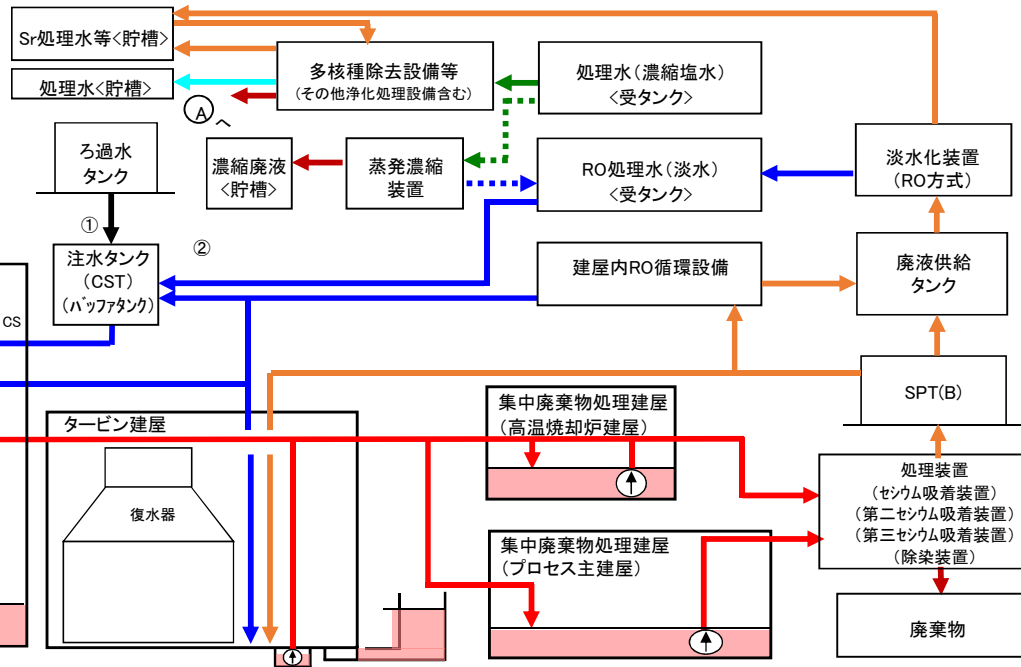 Sr処理水等<貯槽>
処理水<貯槽>
多核種除去設備等
(その他浄化処理設備含む)
処理水(濃縮塩水)
<受タンク>
A
へ
ろ過水
タンク
濃縮廃液
<貯槽>
蒸発濃縮
装置
RO処理水(淡水)
<受タンク>
淡水化装置
(RO方式)
①
②
注水タンク
(CST)
(バッファタンク)
建屋内RO循環設備
廃液供給
タンク
CS
SPT(B)
タービン建屋
復水器
集中廃棄物処理建屋
(高温焼却炉建屋)
集中廃棄物処理建屋
(プロセス主建屋)
処理装置
(セシウム吸着装置)
(第二セシウム吸着装置)
(第三セシウム吸着装置)
(除染装置)
廃棄物